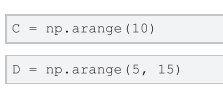 C = np.arange(10)
D = np.arange(5, 15)